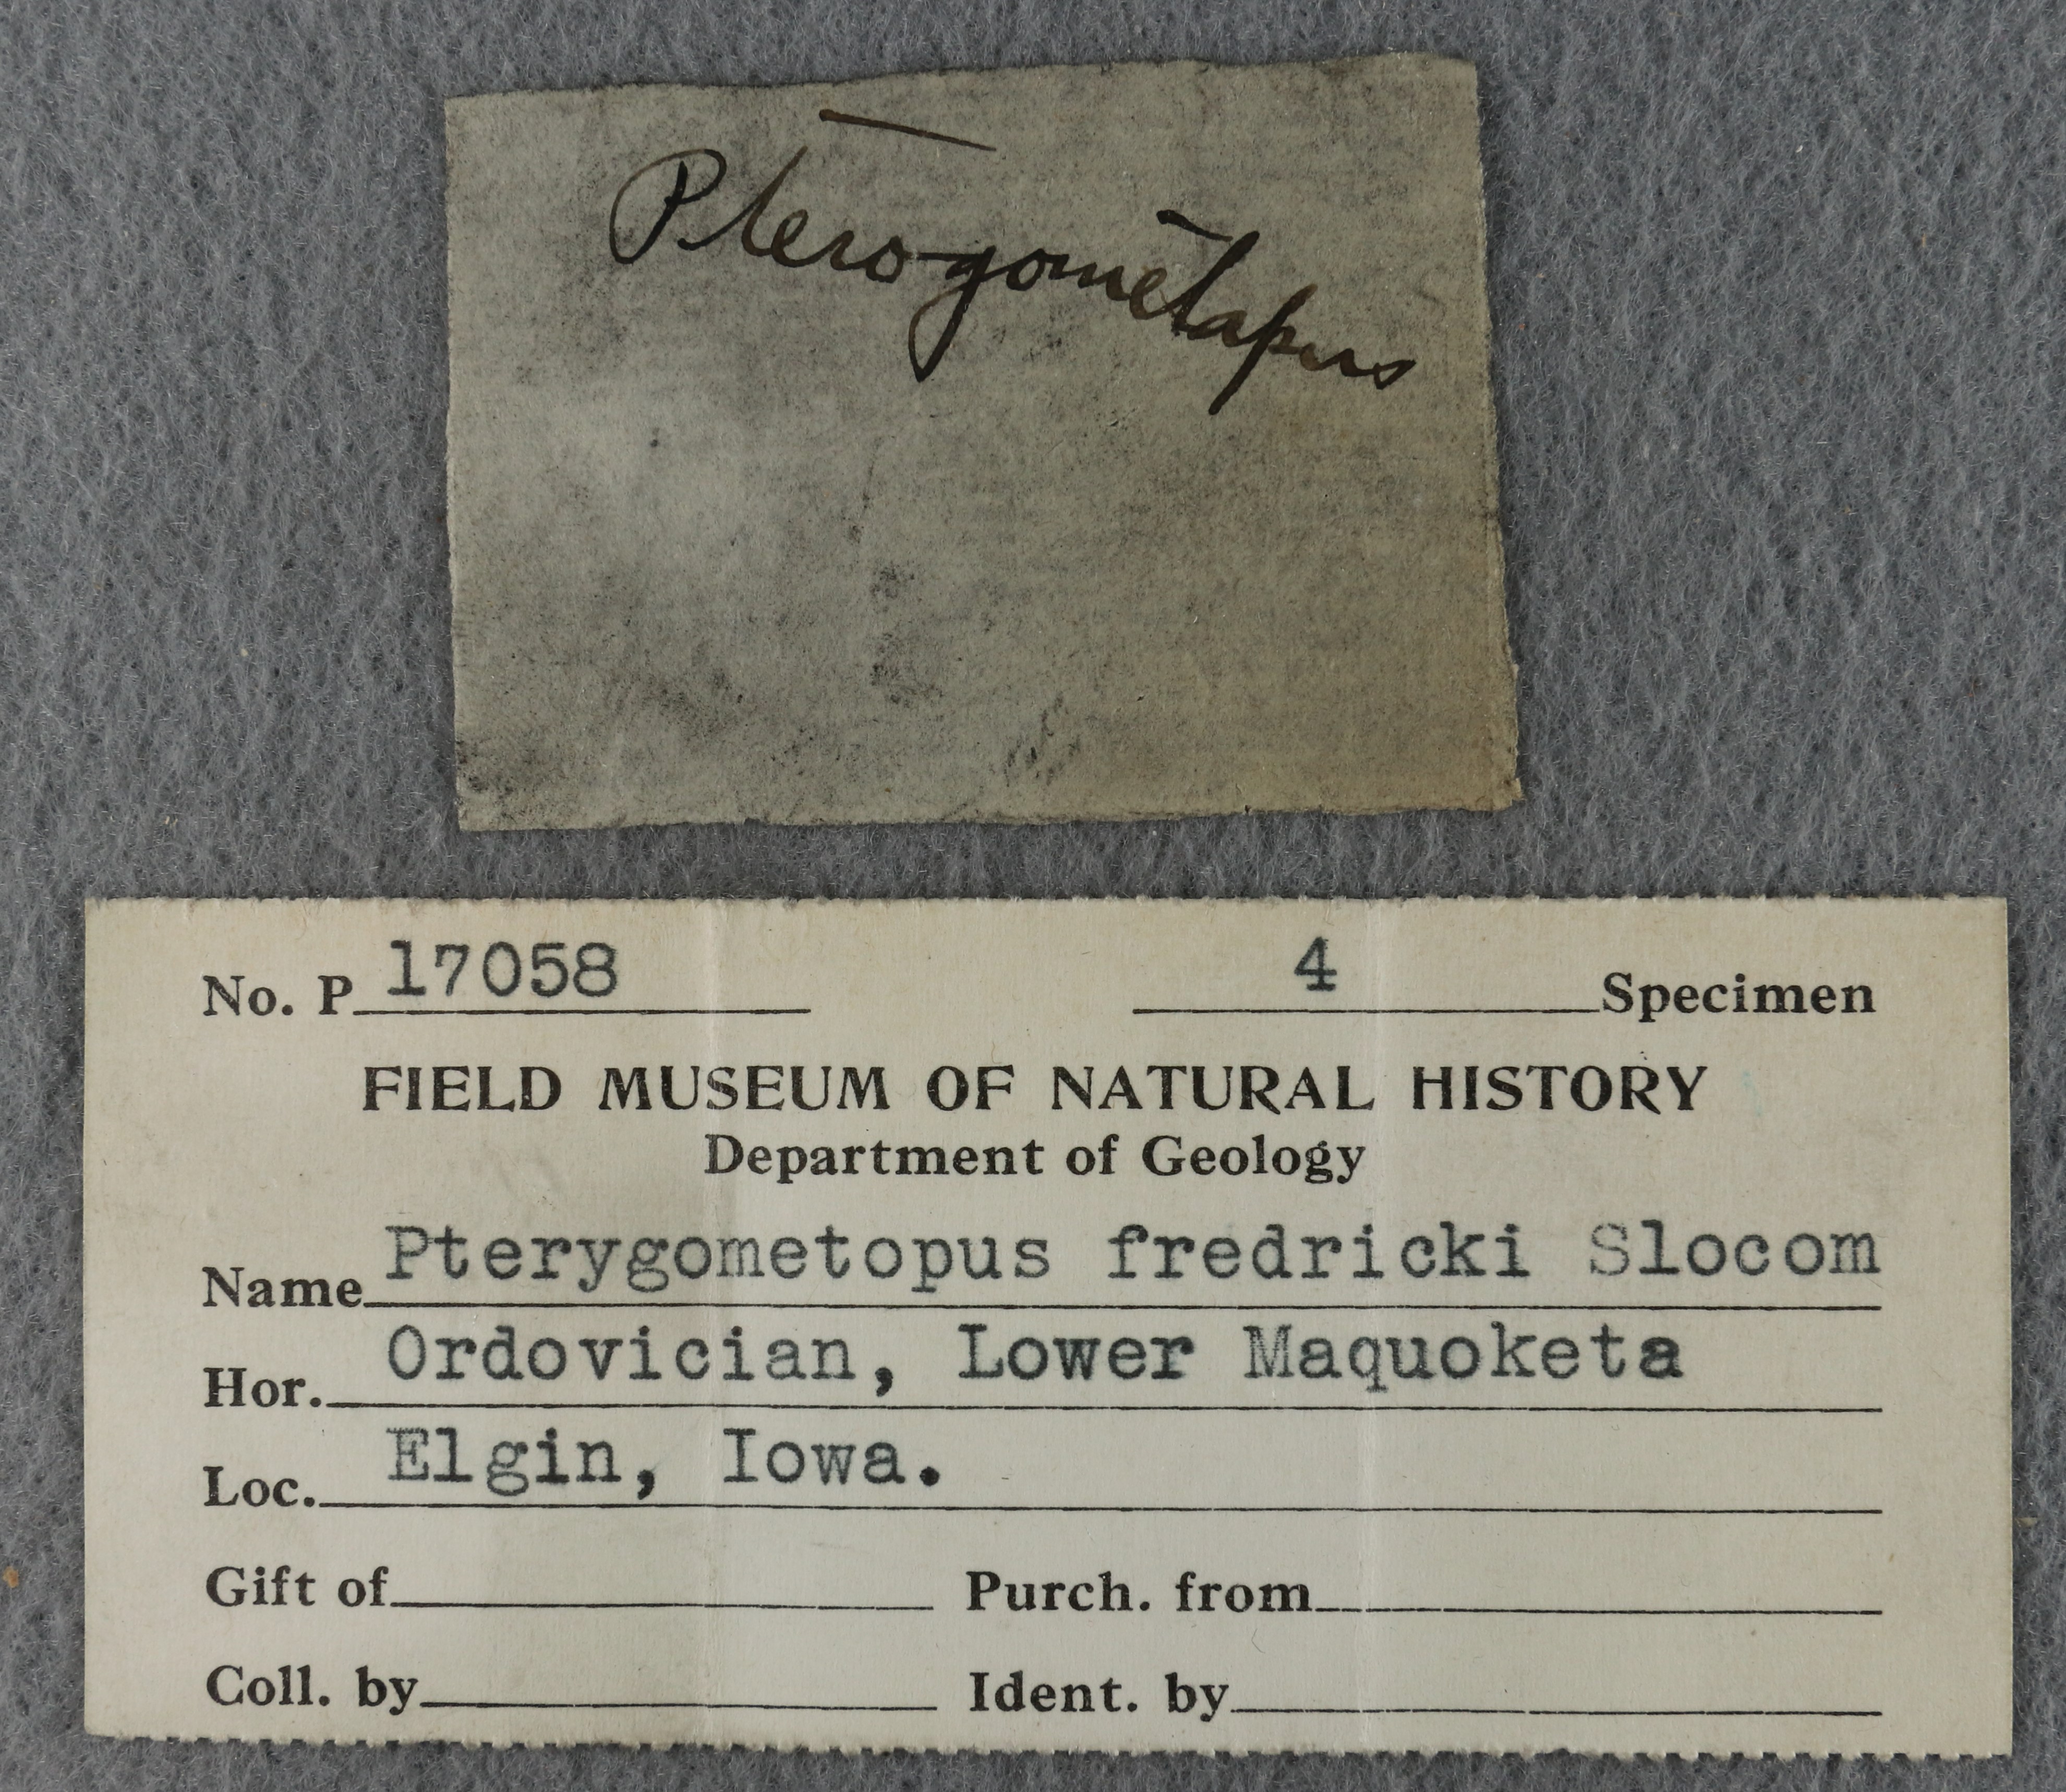 Pterogometapus
No. P 17058 4 Specimen
FIELD MUSEUM OF NATURAL HISTORY
Department of Geology
Name Pterygometopus fredricki Slocom
Hor. Ordovician, Lower Maquoketa
Loc. Elgin, Iowa.
Gift of Purch. from
Coll. by Ident. by